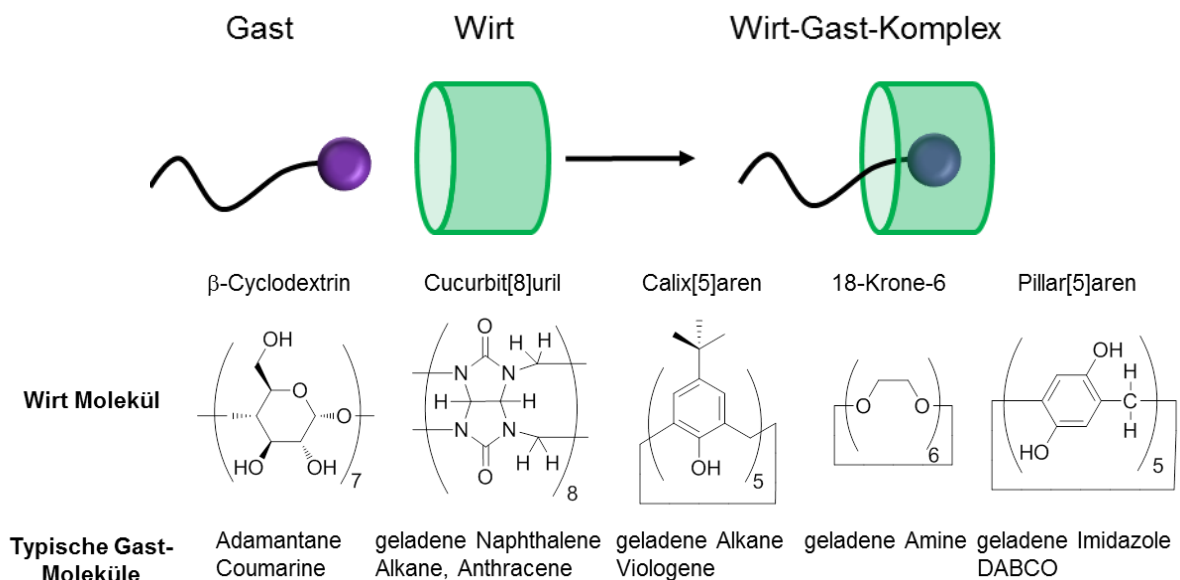 Gast Wirt Wirt-Gast-Komplex
β-Cyclodextrin Cucurbit[8]uril Calix[5]aren 18-Krone-6 Pillar[5]aren
Wirt Molekül
OH
O
O
HO
OH
7
O
H H
N N
H H
N N
O
H H
8
OH
5
O O
6
OH
H
C
H
HO
5
Typische Gast-
Moleküle
Adamantane
Coumarine
geladene Naphthalene
Alkane, Anthracene
geladene Alkane
Viologene
geladene Amine
geladene Imidazole
DABCO